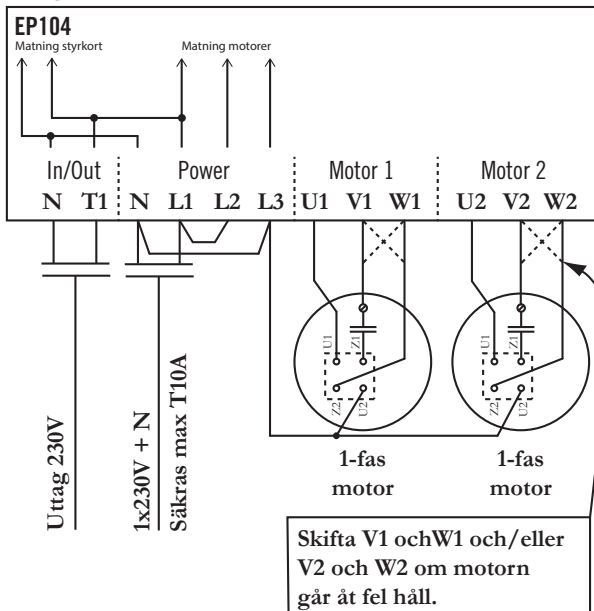 EP104
Matning styrkort
Matning motorer
In/Out
Power
Motor 1
Motor 2
N T1 N L1 L2 L3 U1 V1 W1 U2 V2 W2
U1 Z1
Z2 U2
U1 Z1
Z2 U2
Uttag 230V
1x230V + N
Säkras max T10A
1-fas
motor
1-fas
motor
Skifta V1 ochW1 och/eller
V2 och W2 om motorn
går åt fel håll.